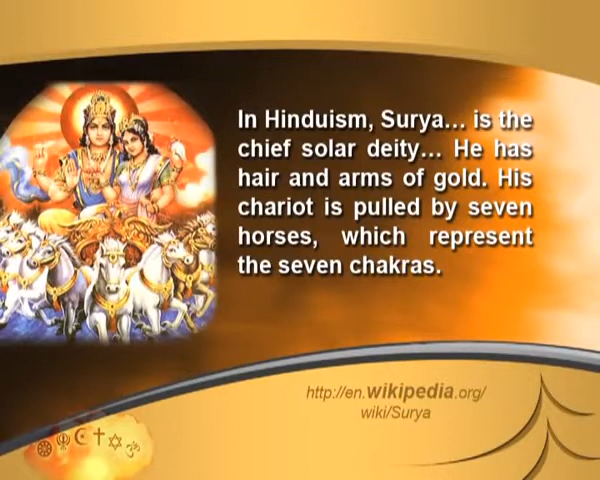 In Hinduism, Surya... is the
chief solar deity... He has
hair and arms of gold. His
chariot is pulled by seven
horses, which represent
the seven chakras.
http://en.wikipedia.org/
wiki/Surya